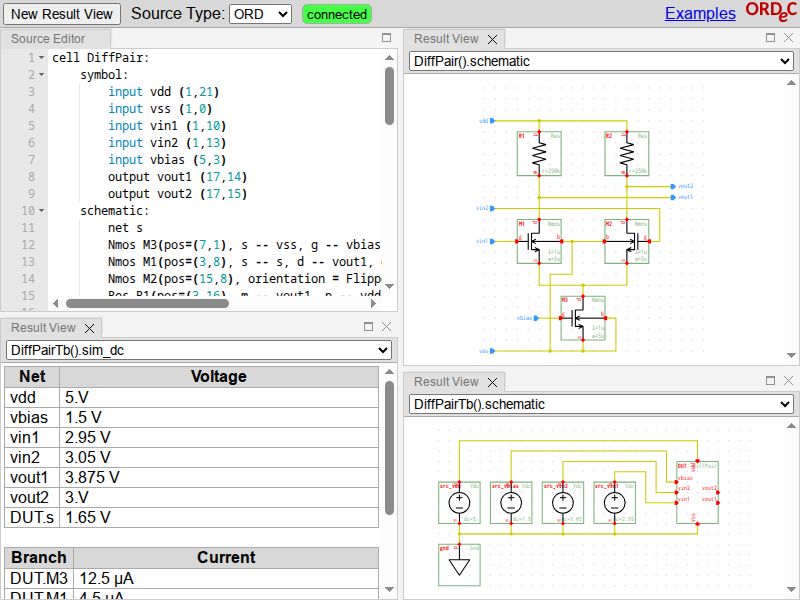 New Result View Source Type: ORD connected Examples ORDeC
Source Editor
1 cell DiffPair:
2 symbol:
3 input vdd (1,21)
4 input vss (1,0)
5 input vin1 (1,10)
6 input vin2 (1,13)
7 input vbias (5,3)
8 output vout1 (17,14)
9 output vout2 (17,15)
10 schematic:
11 net s
12 Nmos M3(pos=(7,1), s -- vss, g -- vbias
13 Nmos M1(pos=(3,8), s -- s, d -- vout1,
14 Nmos M2(pos=(15,8), orientation = Flipp
15 Res R1(pos=(3,16), m -- vout1, p -- vdd
16
Result View
DiffPairTb().sim_dc
Net Voltage
vdd 5.V
vbias 1.5 V
vin1 2.95 V
vin2 3.05 V
vout1 3.875 V
vout2 3.V
DUT.s 1.65 V
Branch Current
DUT.M3 12.5 µA
DUT.M1 4.5 µA
Result View
DiffPair().schematic
vdd
R1 Res
R2 Res
r=250k
r=250k
vout2
vout1
vin2
M1 Nmos
M2 Nmos
vin1
l=1u
w=5u
l=1u
w=5u
M3 Nmos
vbias
l=1u
w=5u
vss
Result View
DiffPairTb().schematic
DUT DiffPair
vdd
vbias
vin2 vout2
vin1 vout1
vss
src_vdd Vdc
src_vbias Vdc
src_vin2 Vdc
src_vin1 Vdc
dc=5.
dc=1.5
dc=3.05
dc=2.95
gnd Gnd